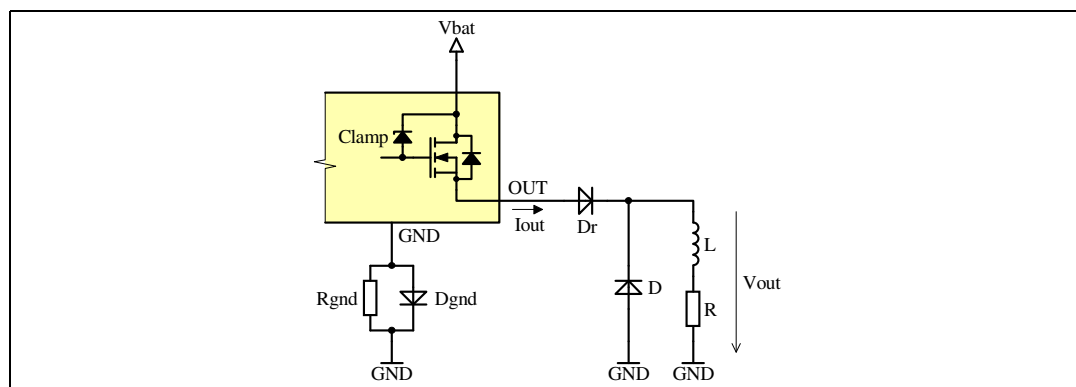 Vbat
Clamp
OUT
Iout
Dr
GND
L
Vout
Rgnd
Dgnd
D
R
GND
GND
GND